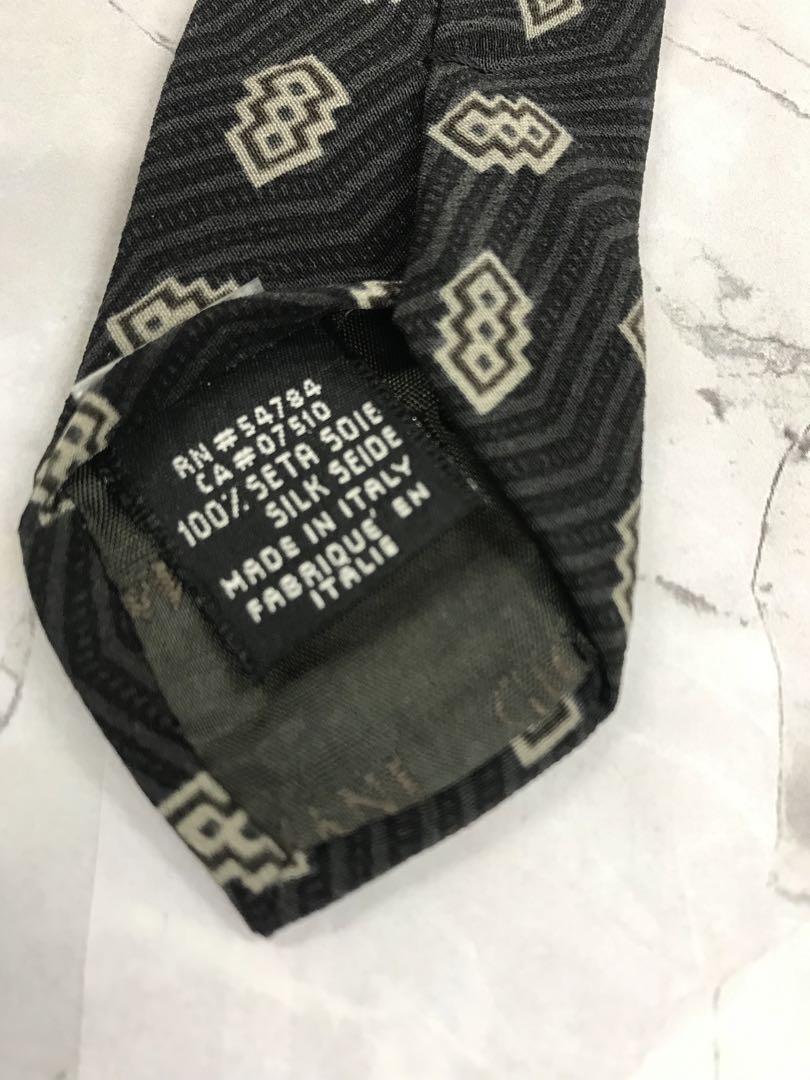 RN #54784
CA #07510
100% SETA SOIE
SILK SEIDE
MADE IN ITALY
FABRIQUE' EN
ITALIE